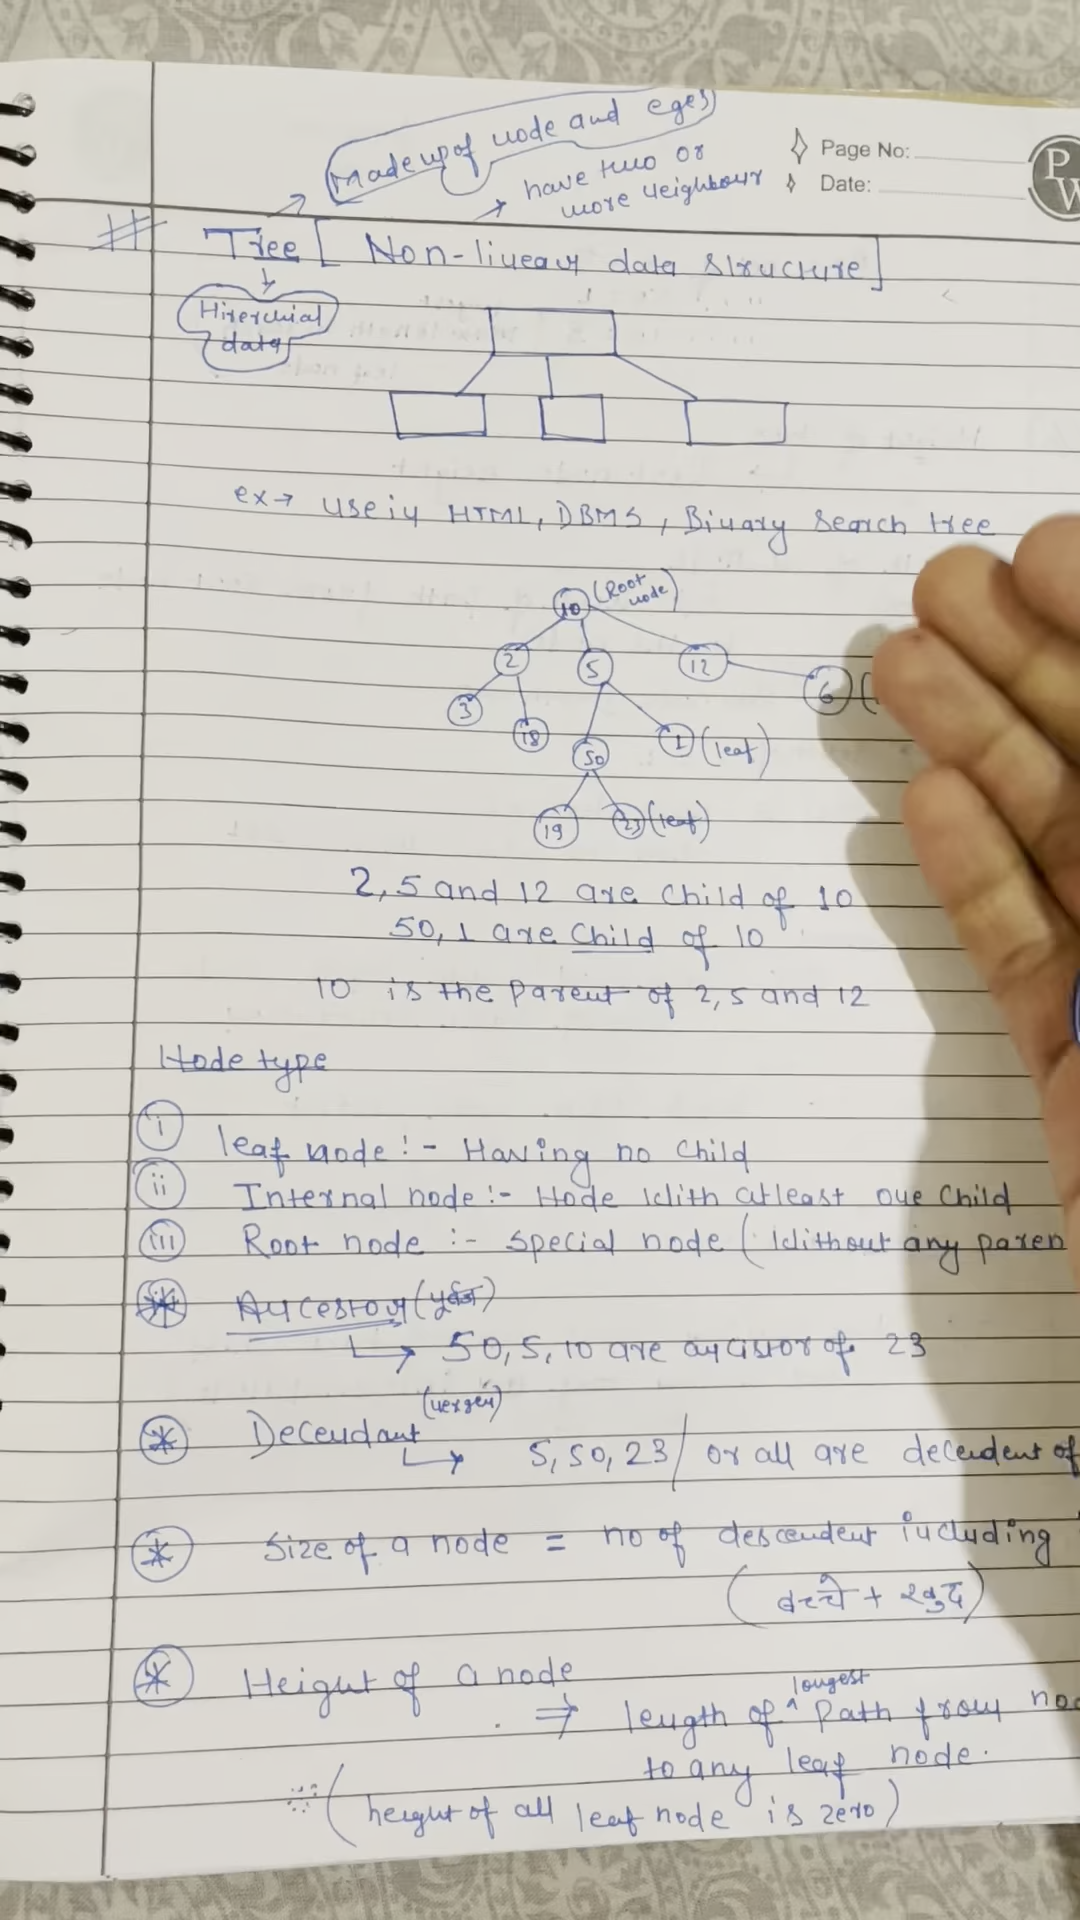 Made up of node and eges
have two or
more neighbour
Page No:
Date:
PW
# Tree [ Non-linear data structure ]
Hirerchial
data
ex → use in HTML, DBMS, Binary Search tree
10 (Root node)
2 5 12
6
3 18 50 1 (leaf)
19 23 (leaf)
2, 5 and 12 are child of 10
50, 1 are child of 10
10 is the parent of 2, 5 and 12
Node type
i leaf node :- Having no child
ii Internal node :- Node With atleast one child
iii Root node :- special node ( Without any paren
* Ancestor (पूर्वज)
↳ 50, 5, 10 are ancistor of 23
* Decendant
↳ 5, 50, 23 / or all are decendent of
* Size of a node = no of descendent including
( बच्चे + खुद )
* Height of a node
⇒ length of ^ longest Path from no
to any leaf node.
( height of all leaf node is zero )